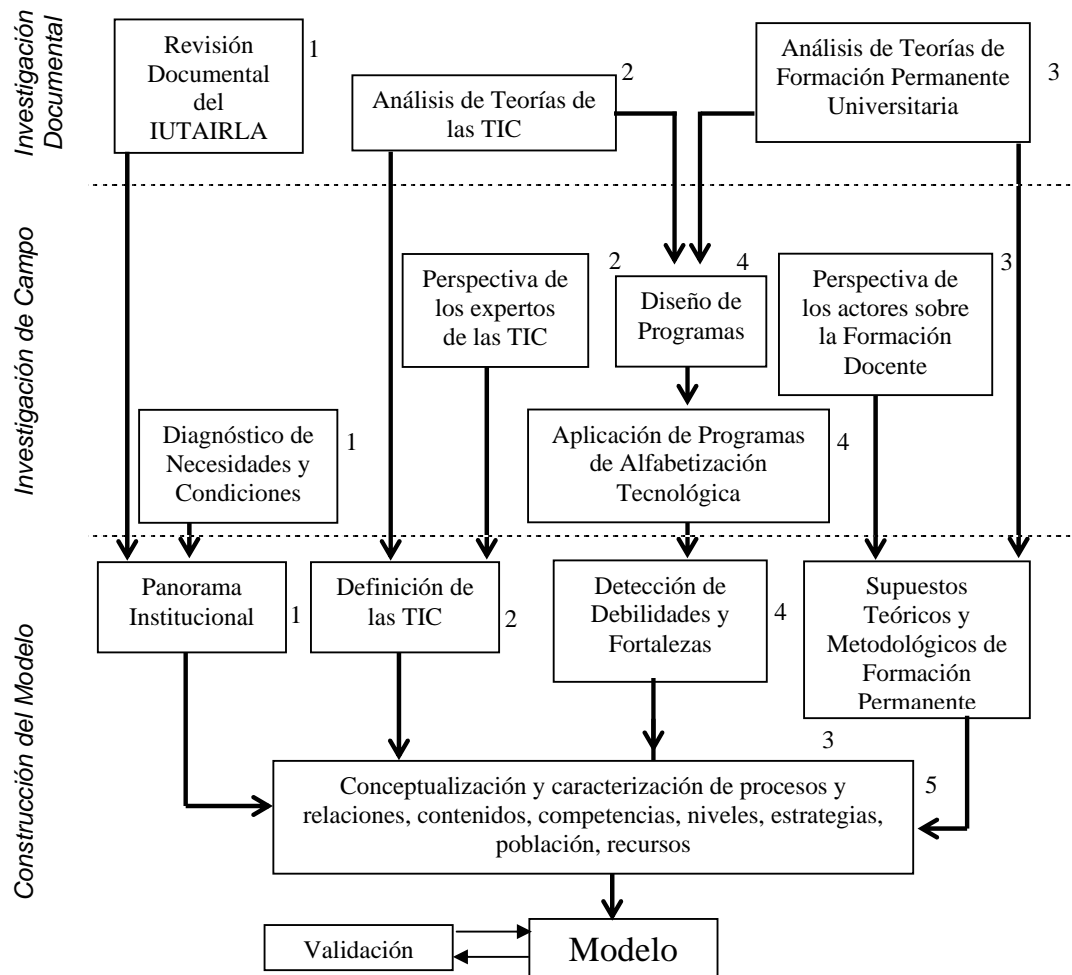 Investigación
Documental
Revisión
Documental
del
IUTAIRLA
1
Análisis de Teorías de
las TIC
2
Análisis de Teorías de
Formación Permanente
Universitaria
3
Investigación de Campo
Perspectiva de
los expertos
de las TIC
2
Diseño de
Programas
4
Perspectiva de
los actores sobre
la Formación
Docente
3
Diagnóstico de
Necesidades y
Condiciones
1
Aplicación de Programas
de Alfabetización
Tecnológica
4
Construcción del Modelo
Panorama
Institucional
1
Definición de
las TIC
2
Detección de
Debilidades y
Fortalezas
4
Supuestos
Teóricos y
Metodológicos de
Formación
Permanente
3
Conceptualización y caracterización de procesos y
relaciones, contenidos, competencias, niveles, estrategias,
población, recursos
5
Validación
Modelo